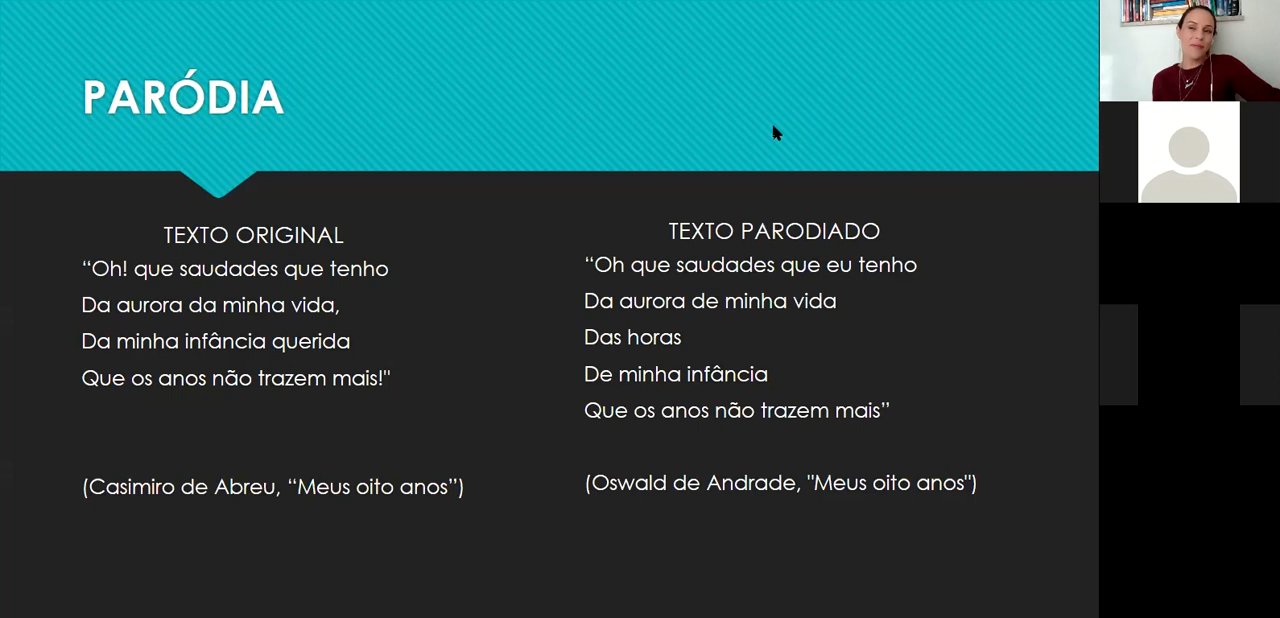 PARÓDIA
TEXTO ORIGINAL
“Oh! que saudades que tenho
Da aurora da minha vida,
Da minha infância querida
Que os anos não trazem mais!"
(Casimiro de Abreu, “Meus oito anos”)
TEXTO PARODIADO
“Oh que saudades que eu tenho
Da aurora de minha vida
Das horas
De minha infância
Que os anos não trazem mais”
(Oswald de Andrade, "Meus oito anos")